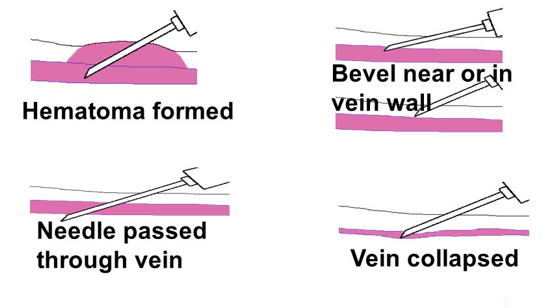 Hematoma formed
Bevel near or in
vein wall
Needle passed
through vein
Vein collapsed